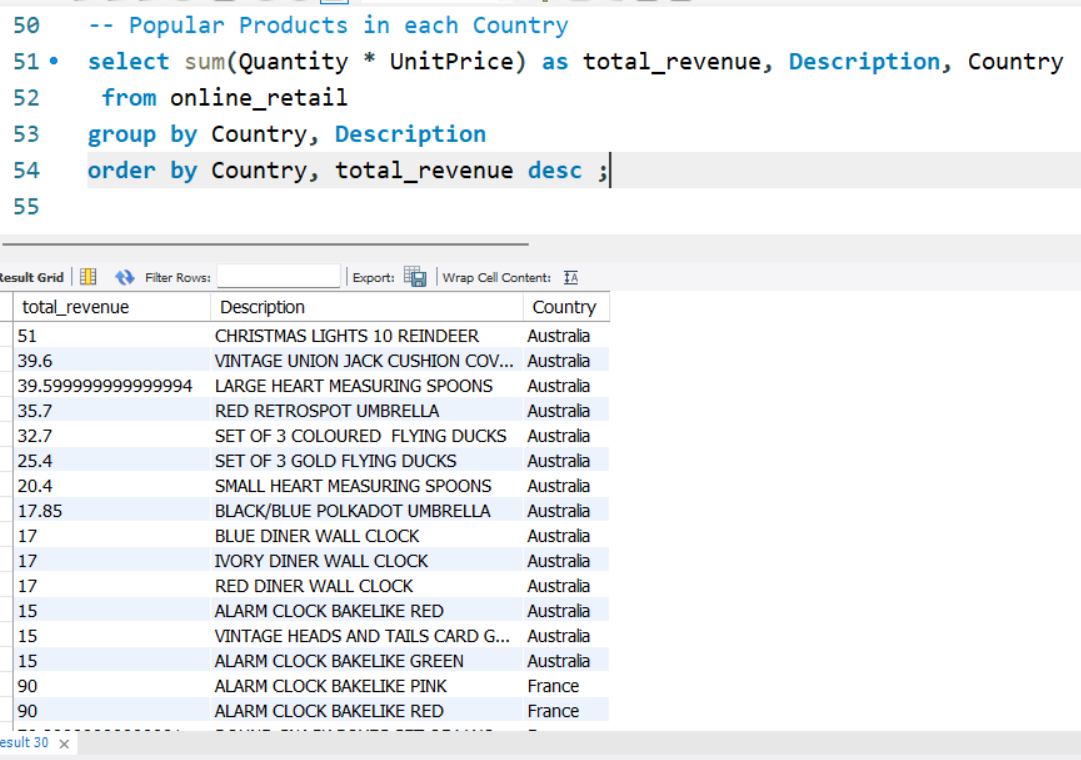 50 -- Popular Products in each Country
51 select sum(Quantity * UnitPrice) as total_revenue, Description, Country
52 from online_retail
53 group by Country, Description
54 order by Country, total_revenue desc ;
55
Result Grid Filter Rows: Export: Wrap Cell Content: IA
total_revenue Description Country
51 CHRISTMAS LIGHTS 10 REINDEER Australia
39.6 VINTAGE UNION JACK CUSHION COV... Australia
39.599999999999994 LARGE HEART MEASURING SPOONS Australia
35.7 RED RETROSPOT UMBRELLA Australia
32.7 SET OF 3 COLOURED  FLYING DUCKS Australia
25.4 SET OF 3 GOLD FLYING DUCKS Australia
20.4 SMALL HEART MEASURING SPOONS Australia
17.85 BLACK/BLUE POLKADOT UMBRELLA Australia
17 BLUE DINER WALL CLOCK Australia
17 IVORY DINER WALL CLOCK Australia
17 RED DINER WALL CLOCK Australia
15 ALARM CLOCK BAKELIKE RED Australia
15 VINTAGE HEADS AND TAILS CARD G... Australia
15 ALARM CLOCK BAKELIKE GREEN Australia
90 ALARM CLOCK BAKELIKE PINK France
90 ALARM CLOCK BAKELIKE RED France
esult 30